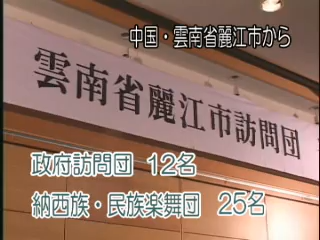 中国・雲南省麗江市から
雲南省麗江市訪問団
政府訪問団　12名
納西族・民族楽舞団　25名